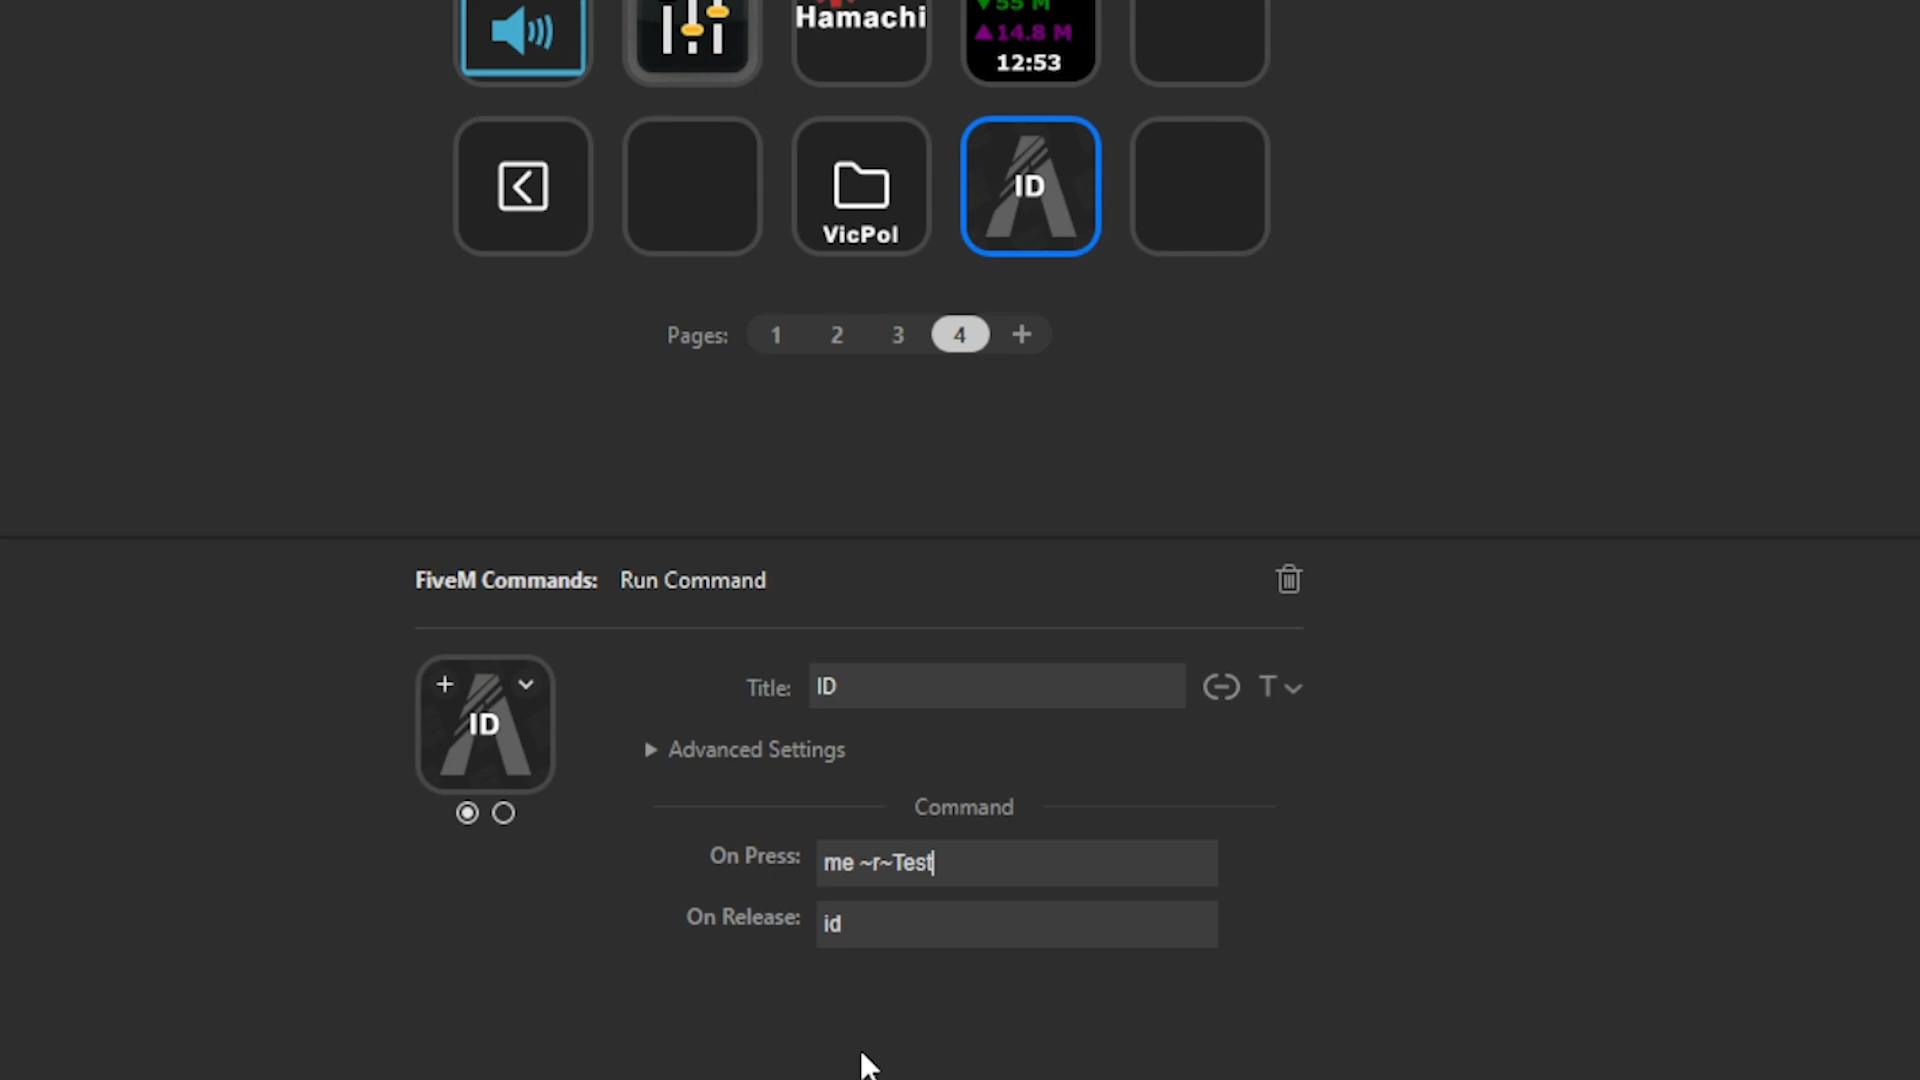 Hamachi
▼55 M
▲14.8 M
12:53
VicPol
ID
Pages: 1 2 3 4 +
FiveM Commands: Run Command
ID
Title: ID T
Advanced Settings
Command
On Press: me ~r~Test
On Release: id